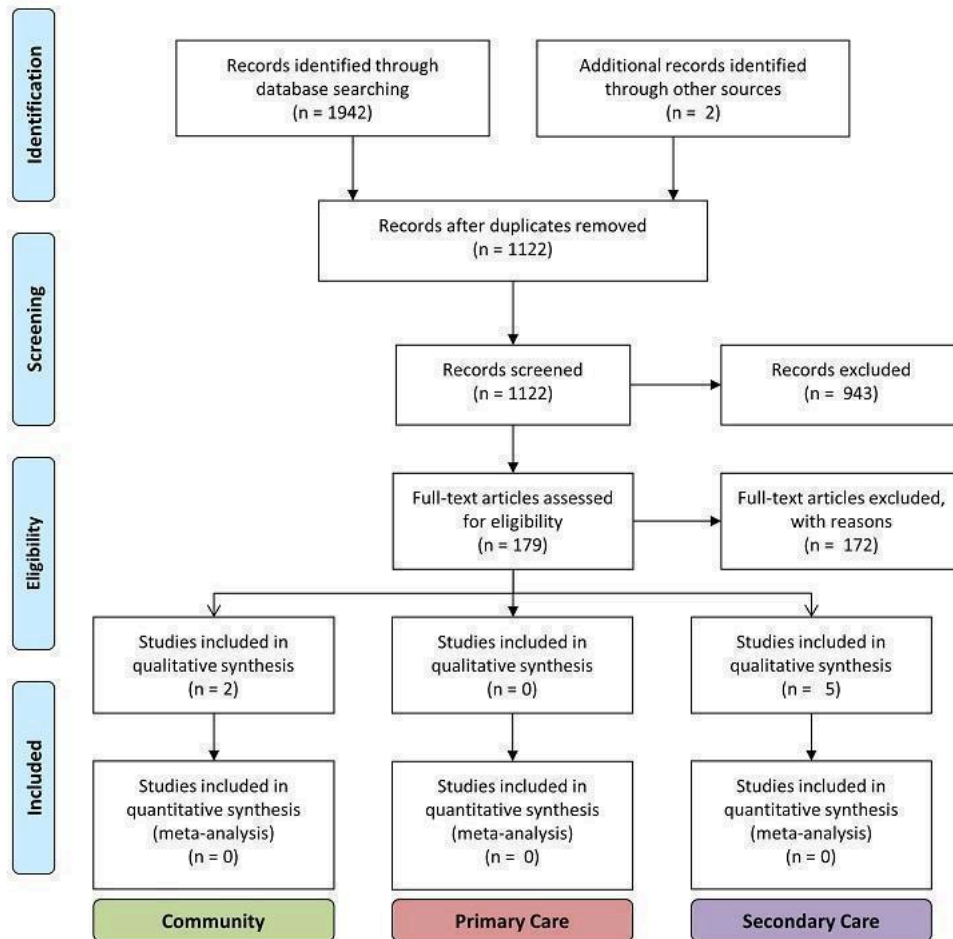 Identification
Records identified through
database searching
(n = 1942)
Additional records identified
through other sources
(n = 2)
Records after duplicates removed
(n = 1122)
Screening
Records screened
(n = 1122)
Records excluded
(n = 943)
Eligibility
Full-text articles assessed
for eligibility
(n = 179)
Full-text articles excluded,
with reasons
(n = 172)
Studies included in
qualitative synthesis
(n = 2)
Studies included in
qualitative synthesis
(n = 0)
Studies included in
qualitative synthesis
(n = 5)
Included
Studies included in
quantitative synthesis
(meta-analysis)
(n = 0)
Studies included in
quantitative synthesis
(meta-analysis)
(n = 0)
Studies included in
quantitative synthesis
(meta-analysis)
(n = 0)
Community
Primary Care
Secondary Care